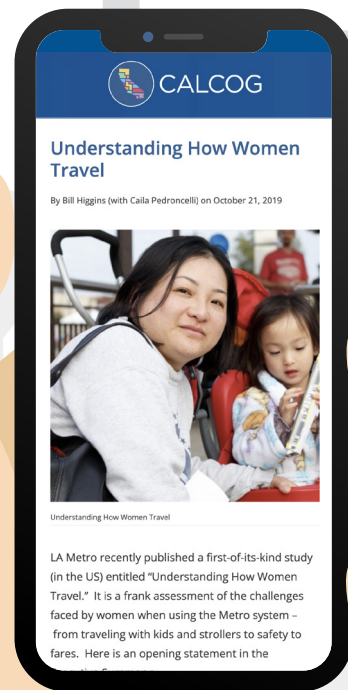 CALCOG
Understanding How Women
Travel
By Bill Higgins (with Caila Pedroncelli) on October 21, 2019
Understanding How Women Travel
LA Metro recently published a first-of-its-kind study
(in the US) entitled “Understanding How Women
Travel.” It is a frank assessment of the challenges
faced by women when using the Metro system –
from traveling with kids and strollers to safety to
fares. Here is an opening statement in the